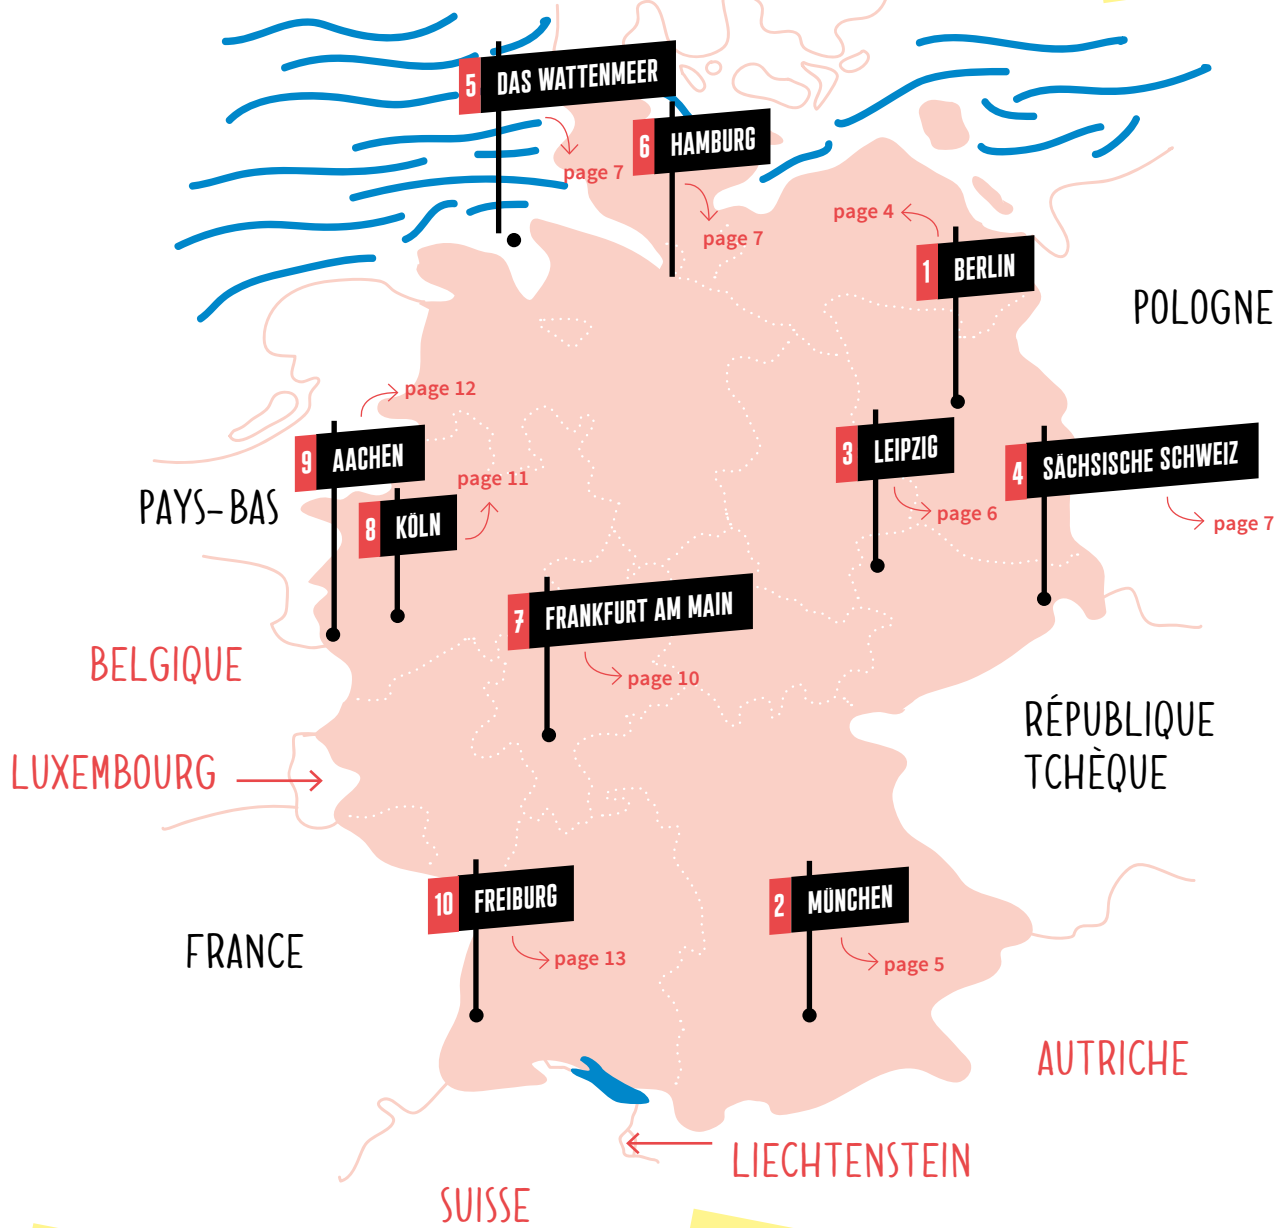 5 DAS WATTENMEER
page 7
6 HAMBURG
page 7
page 4
1 BERLIN
POLOGNE
page 12
9 AACHEN
3 LEIPZIG
page 6
4 SÄCHSISCHE SCHWEIZ
page 7
PAYS-BAS
page 11
8 KÖLN
7 FRANKFURT AM MAIN
page 10
BELGIQUE
RÉPUBLIQUE
TCHÈQUE
LUXEMBOURG
10 FREIBURG
page 13
2 MÜNCHEN
page 5
FRANCE
AUTRICHE
LIECHTENSTEIN
SUISSE